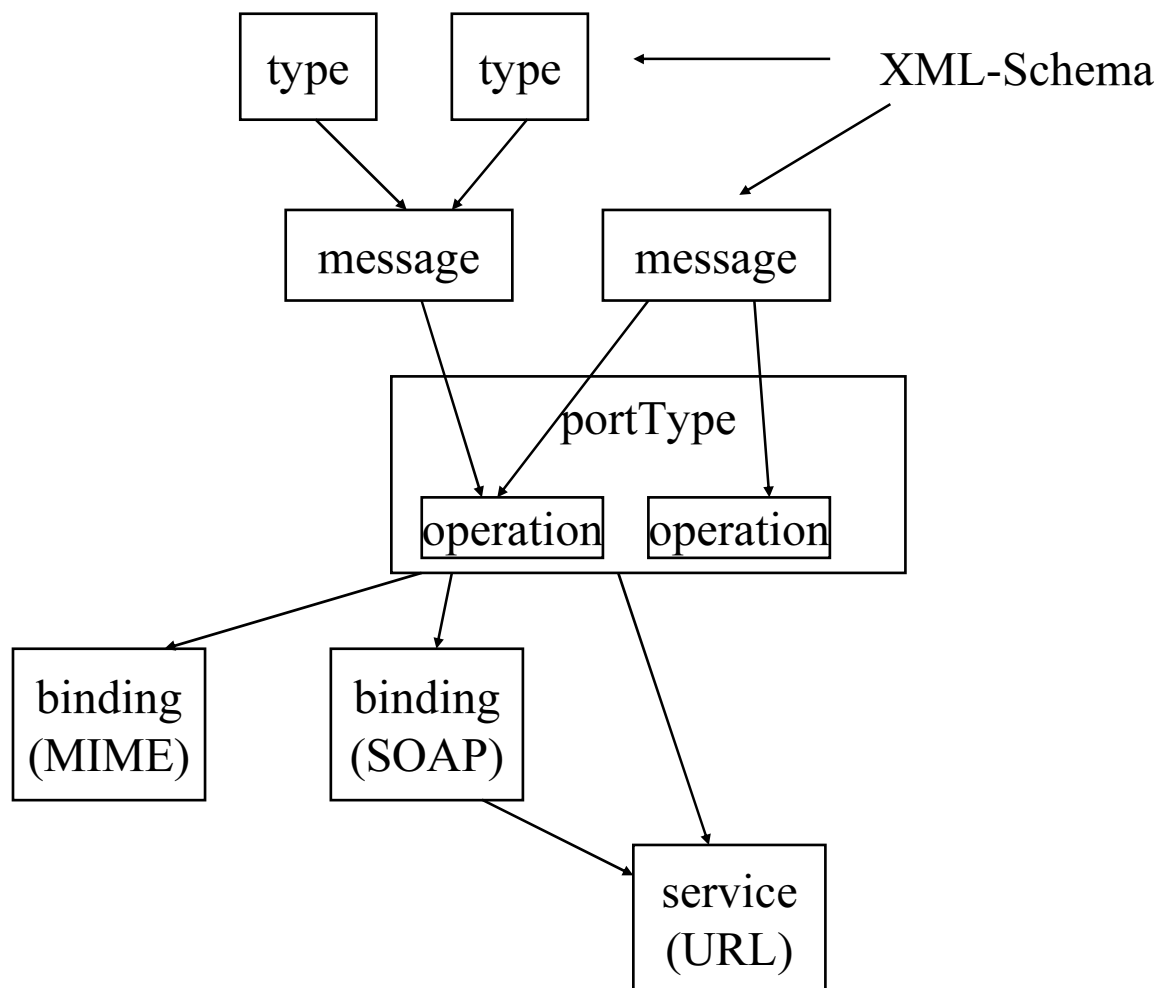 type
type
XML-Schema
message
message
portType
operation
operation
binding
(MIME)
binding
(SOAP)
service
(URL)